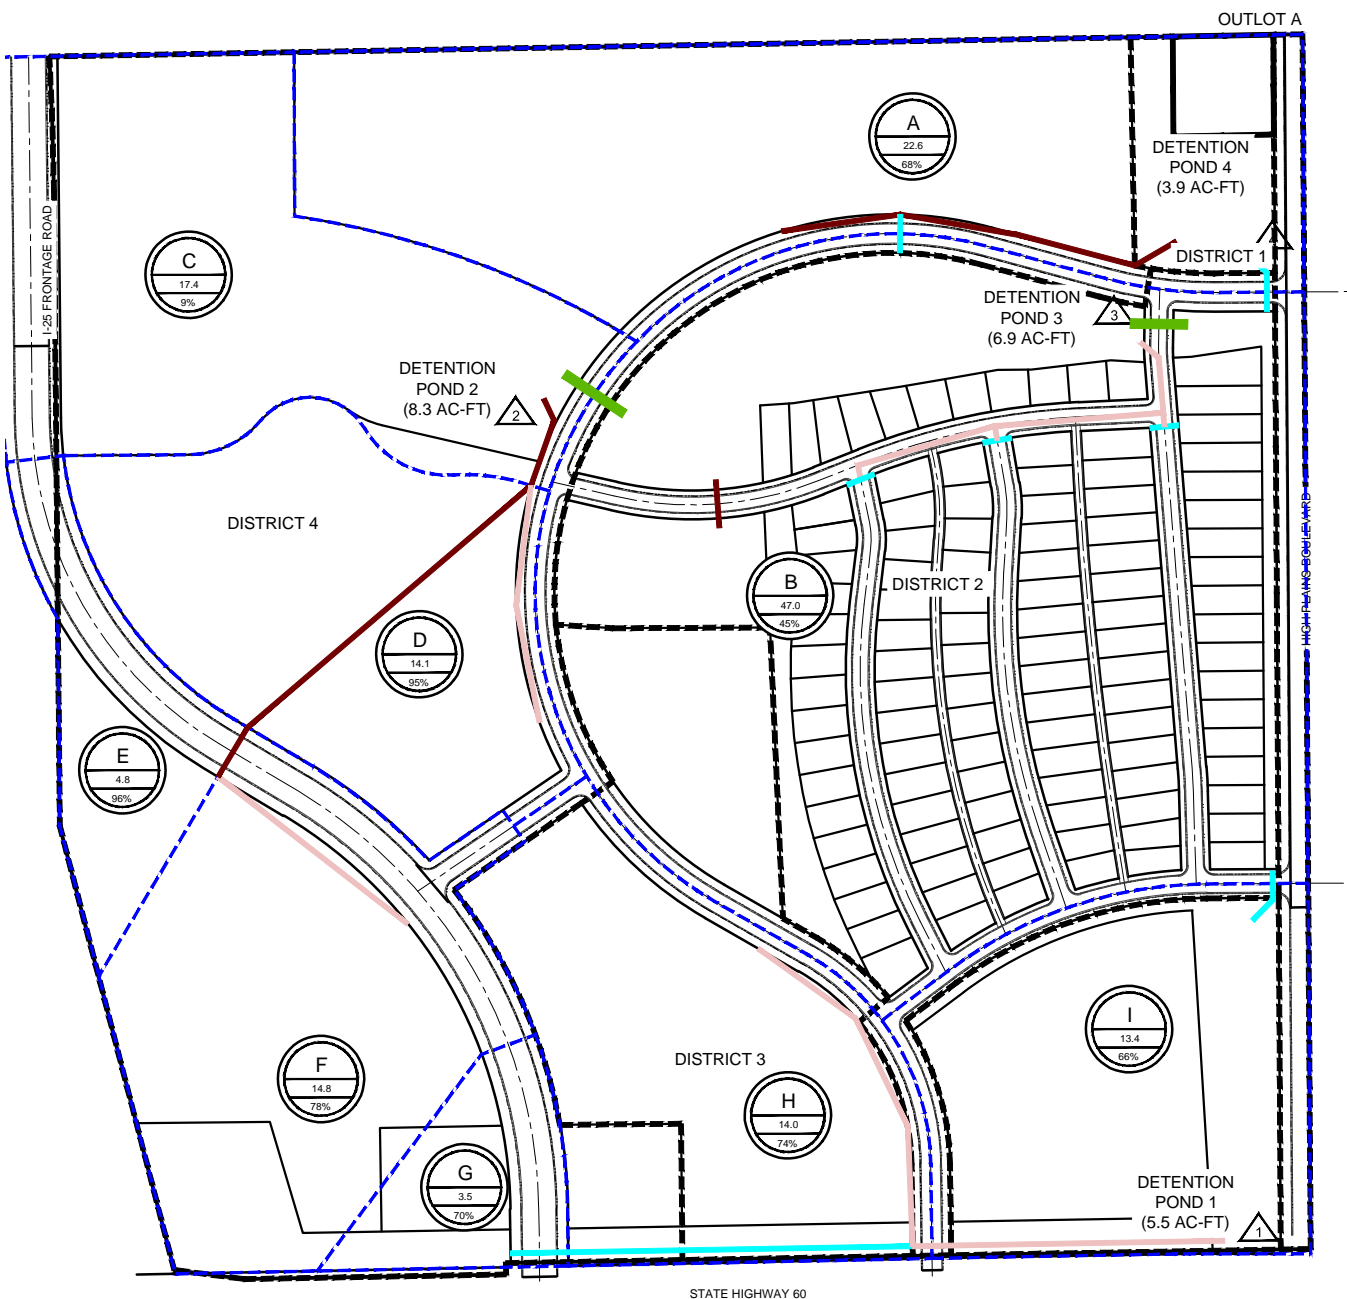 OUTLOT A
A
22.6
68%
DETENTION
POND 4
(3.9 AC-FT)
I-25 FRONTAGE ROAD
C
17.4
9%
DISTRICT 1
DETENTION
POND 3
(6.9 AC-FT)
3
DETENTION
POND 2
(8.3 AC-FT)
2
DISTRICT 4
HIGH PLAINS BOULEVARD
B
47.0
45%
DISTRICT 2
D
14.1
95%
E
4.8
96%
I
13.4
66%
F
14.8
78%
DISTRICT 3
H
14.0
74%
G
3.5
70%
DETENTION
POND 1
(5.5 AC-FT)
1
STATE HIGHWAY 60